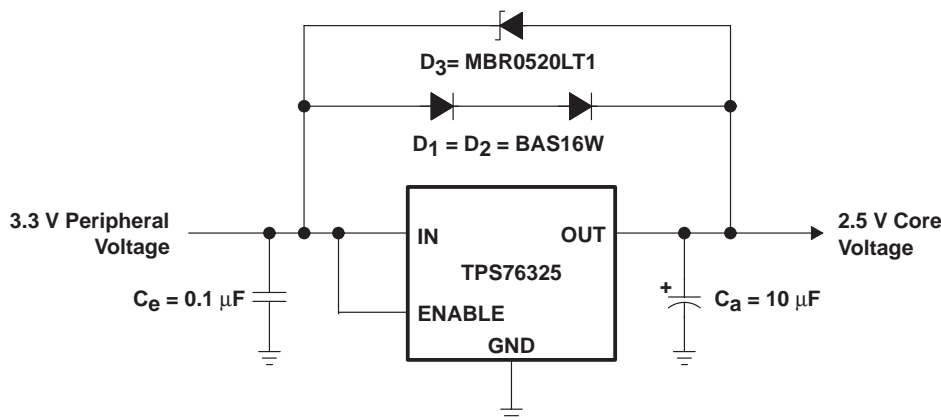 D3= MBR0520LT1
D1 = D2 = BAS16W
3.3 V Peripheral
Voltage
IN
OUT
2.5 V Core
Voltage
TPS76325
Ce = 0.1 μF
+
Ca = 10 μF
ENABLE
GND